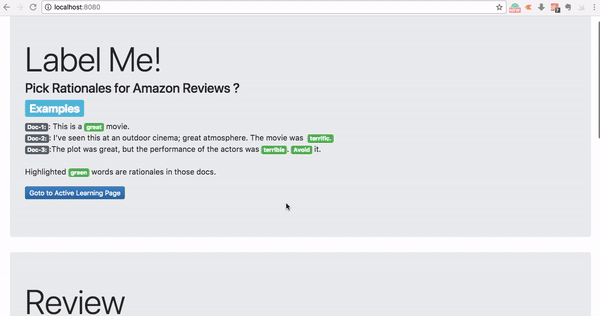 localhost:8080
Label Me!
Pick Rationales for Amazon Reviews ?
Examples
Doc-1: : This is a great movie.
Doc-2: : I've seen this at an outdoor cinema; great atmosphere. The movie was terrific.
Doc-3: :The plot was great, but the performance of the actors was terrible . Avoid it.
Highlighted green words are rationales in those docs.
Goto to Active Learning Page
Review